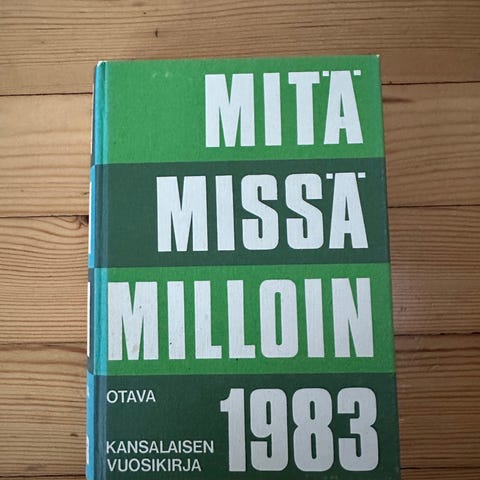 MITÄ
MISSÄ
MILLOIN
OTAVA
1983
KANSALAISEN
VUOSIKIRJA